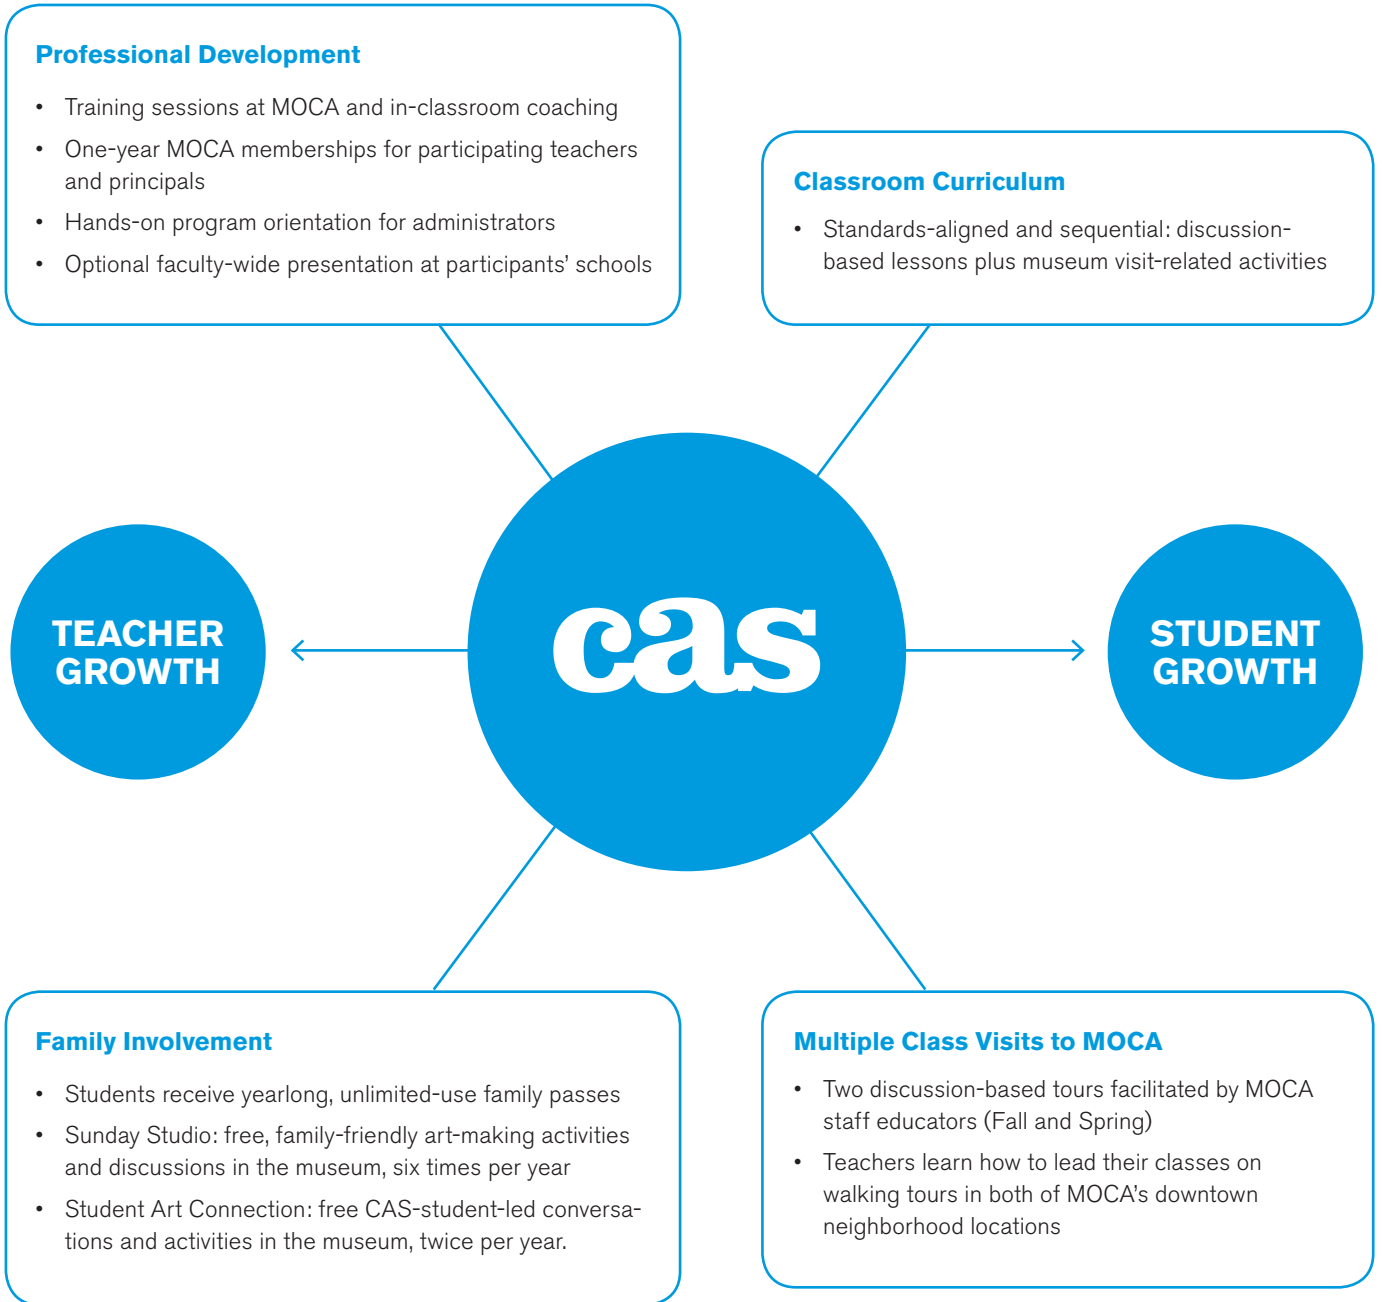 Professional Development
• Training sessions at MOCA and in-classroom coaching
• One-year MOCA memberships for participating teachers
and principals
• Hands-on program orientation for administrators
• Optional faculty-wide presentation at participants’ schools
Classroom Curriculum
• Standards-aligned and sequential: discussion-
based lessons plus museum visit-related activities
TEACHER
GROWTH
cas
STUDENT
GROWTH
Family Involvement
• Students receive yearlong, unlimited-use family passes
• Sunday Studio: free, family-friendly art-making activities
and discussions in the museum, six times per year
• Student Art Connection: free CAS-student-led conversa-
tions and activities in the museum, twice per year.
Multiple Class Visits to MOCA
• Two discussion-based tours facilitated by MOCA
staff educators (Fall and Spring)
• Teachers learn how to lead their classes on
walking tours in both of MOCA’s downtown
neighborhood locations